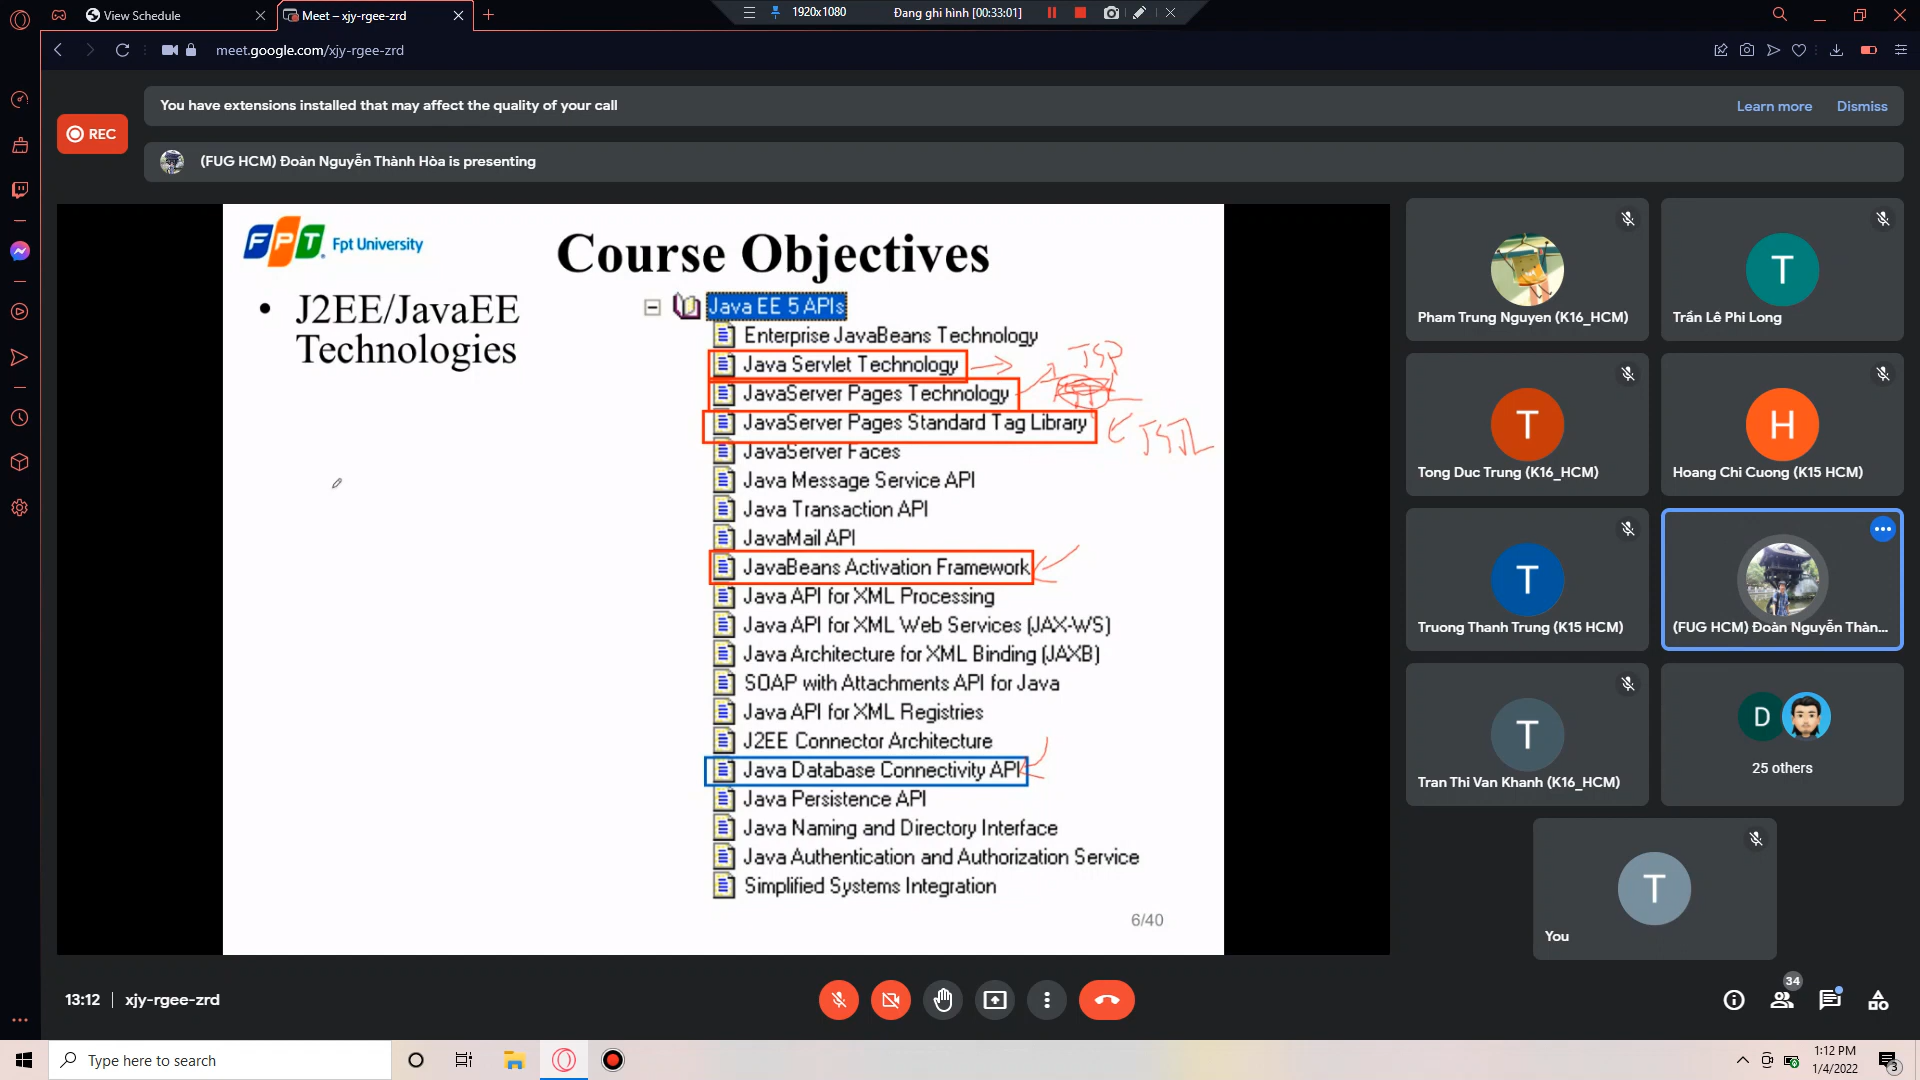 View Schedule
Meet – xjy-rgee-zrd
1920x1080
Đang ghi hình [00:33:01]
meet.google.com/xjy-rgee-zrd
REC
You have extensions installed that may affect the quality of your call
Learn more
Dismiss
(FUG HCM) Đoàn Nguyễn Thành Hòa is presenting
FPT Fpt University
Course Objectives
• J2EE/JavaEE
Technologies
Java EE 5 APIs
Enterprise JavaBeans Technology
Java Servlet Technology
JSP
JavaServer Pages Technology
JavaServer Pages Standard Tag Library
JSTL
JavaServer Faces
Java Message Service API
Java Transaction API
JavaMail API
JavaBeans Activation Framework
Java API for XML Processing
Java API for XML Web Services (JAX-WS)
Java Architecture for XML Binding (JAXB)
SOAP with Attachments API for Java
Java API for XML Registries
J2EE Connector Architecture
Java Database Connectivity API
Java Persistence API
Java Naming and Directory Interface
Java Authentication and Authorization Service
Simplified Systems Integration
6/40
Pham Trung Nguyen (K16_HCM)
T
Trần Lê Phi Long
T
Tong Duc Trung (K16_HCM)
H
Hoang Chi Cuong (K15 HCM)
T
Truong Thanh Trung (K15 HCM)
(FUG HCM) Đoàn Nguyễn Thàn...
T
Tran Thi Van Khanh (K16_HCM)
D
25 others
T
You
13:12 | xjy-rgee-zrd
34
Type here to search
1:12 PM
1/4/2022
3